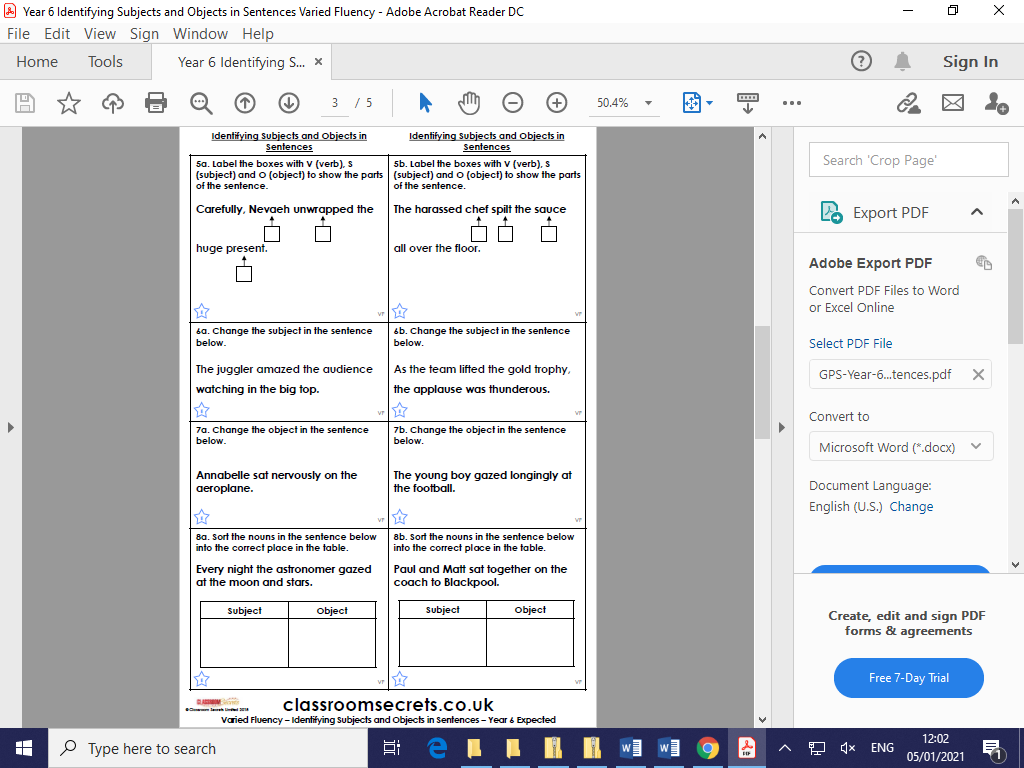 Year 6 Identifying Subjects and Objects in Sentences Varied Fluency - Adobe Acrobat Reader DC
File Edit View Sign Window Help
Home Tools Year 6 Identifying S... × Sign In
3 / 5 50.4%
Identifying Subjects and Objects in
Sentences
Identifying Subjects and Objects in
Sentences
5a. Label the boxes with V (verb), S
(subject) and O (object) to show the parts
of the sentence.
Carefully, Nevaeh unwrapped the
huge present.
VF
5b. Label the boxes with V (verb), S
(subject) and O (object) to show the parts
of the sentence.
The harassed chef spilt the sauce
all over the floor.
VF
6a. Change the subject in the sentence
below.
The juggler amazed the audience
watching in the big top.
VF
6b. Change the subject in the sentence
below.
As the team lifted the gold trophy,
the applause was thunderous.
VF
7a. Change the object in the sentence
below.
Annabelle sat nervously on the
aeroplane.
VF
7b. Change the object in the sentence
below.
The young boy gazed longingly at
the football.
VF
8a. Sort the nouns in the sentence below
into the correct place in the table.
Every night the astronomer gazed
at the moon and stars.
Subject Object
VF
8b. Sort the nouns in the sentence below
into the correct place in the table.
Paul and Matt sat together on the
coach to Blackpool.
Subject Object
VF
© Classroom Secrets Limited 2018
classroomsecrets.co.uk
Varied Fluency – Identifying Subjects and Objects in Sentences – Year 6 Expected
Search 'Crop Page'
Export PDF
Adobe Export PDF
Convert PDF Files to Word
or Excel Online
Select PDF File
GPS-Year-6...tences.pdf
Convert to
Microsoft Word (*.docx)
Document Language:
English (U.S.) Change
Create, edit and sign PDF
forms & agreements
Free 7-Day Trial
Type here to search
ENG
12:02
05/01/2021
1